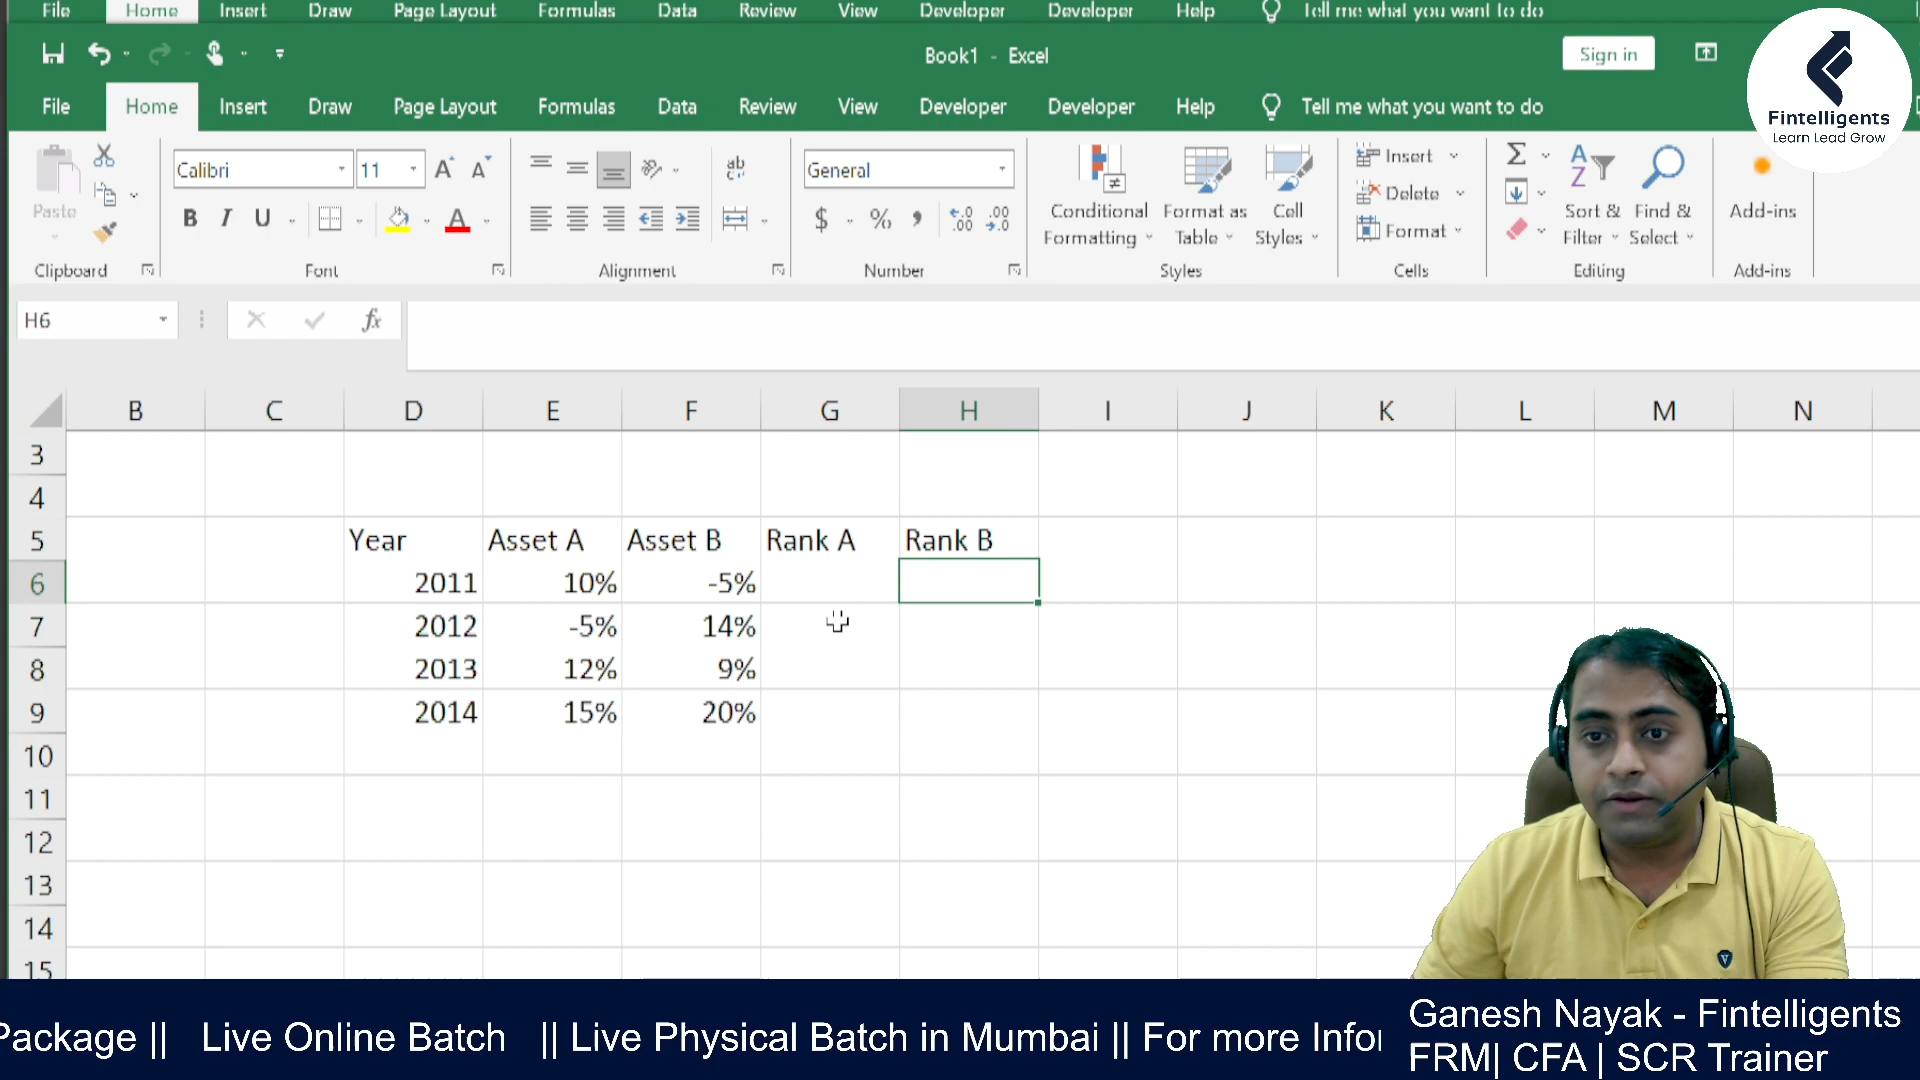 File Home Insert Draw Page Layout Formulas Data Review View Developer Developer Help Tell me what you want to do
Book1 - Excel Sign in
File Home Insert Draw Page Layout Formulas Data Review View Developer Developer Help Tell me what you want to do
Fintelligents
Learn Lead Grow
Paste
Clipboard
Calibri 11
B I U
Font
ab
Alignment
General
$ % .00 .00
Number
Conditional Formatting
Format as Table
Cell Styles
Styles
Insert
Delete
Format
Cells
Sort & Filter
Find & Select
Editing
Add-ins
Add-ins
H6 fx
B C D E F G H I J K L M N
3
4
5 Year Asset A Asset B Rank A Rank B
6 2011 10% -5%
7 2012 -5% 14%
8 2013 12% 9%
9 2014 15% 20%
10
11
12
13
14
15
Package || Live Online Batch || Live Physical Batch in Mumbai || For more Info
Ganesh Nayak - Fintelligents
FRM| CFA | SCR Trainer